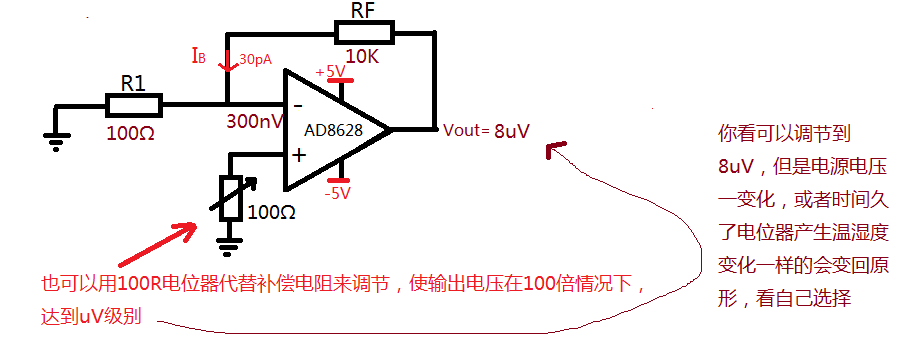 RF
10K
IB
30pA
+5V
R1
100Ω
300nV
-
AD8628
+
Vout= 8uV
-5V
100Ω
你看可以调节到
8uV，但是电源电压
一变化，或者时间久
了电位器产生温湿度
变化一样的会变回原
形，看自己选择
也可以用100R电位器代替补偿电阻来调节，使输出电压在100倍情况下，
达到uV级别